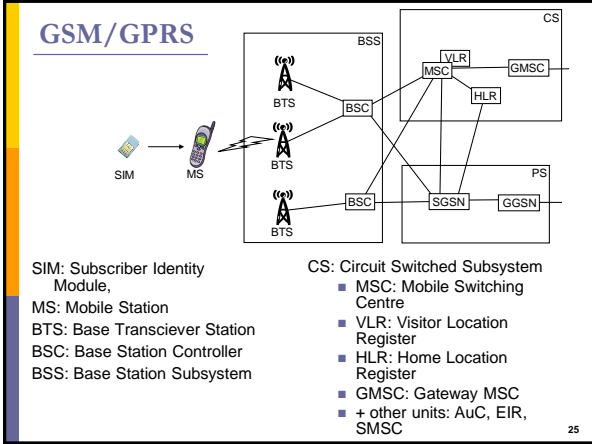 GSM/GPRS
BSS
CS
BTS
BTS
BTS
BSC
BSC
SIM
MS
VLR
MSC
GMSC
HLR
PS
SGSN
GGSN
SIM: Subscriber Identity
Module,
MS: Mobile Station
BTS: Base Transciever Station
BSC: Base Station Controller
BSS: Base Station Subsystem
CS: Circuit Switched Subsystem
■ MSC: Mobile Switching
Centre
■ VLR: Visitor Location
Register
■ HLR: Home Location
Register
■ GMSC: Gateway MSC
■ + other units: AuC, EIR,
SMSC
25